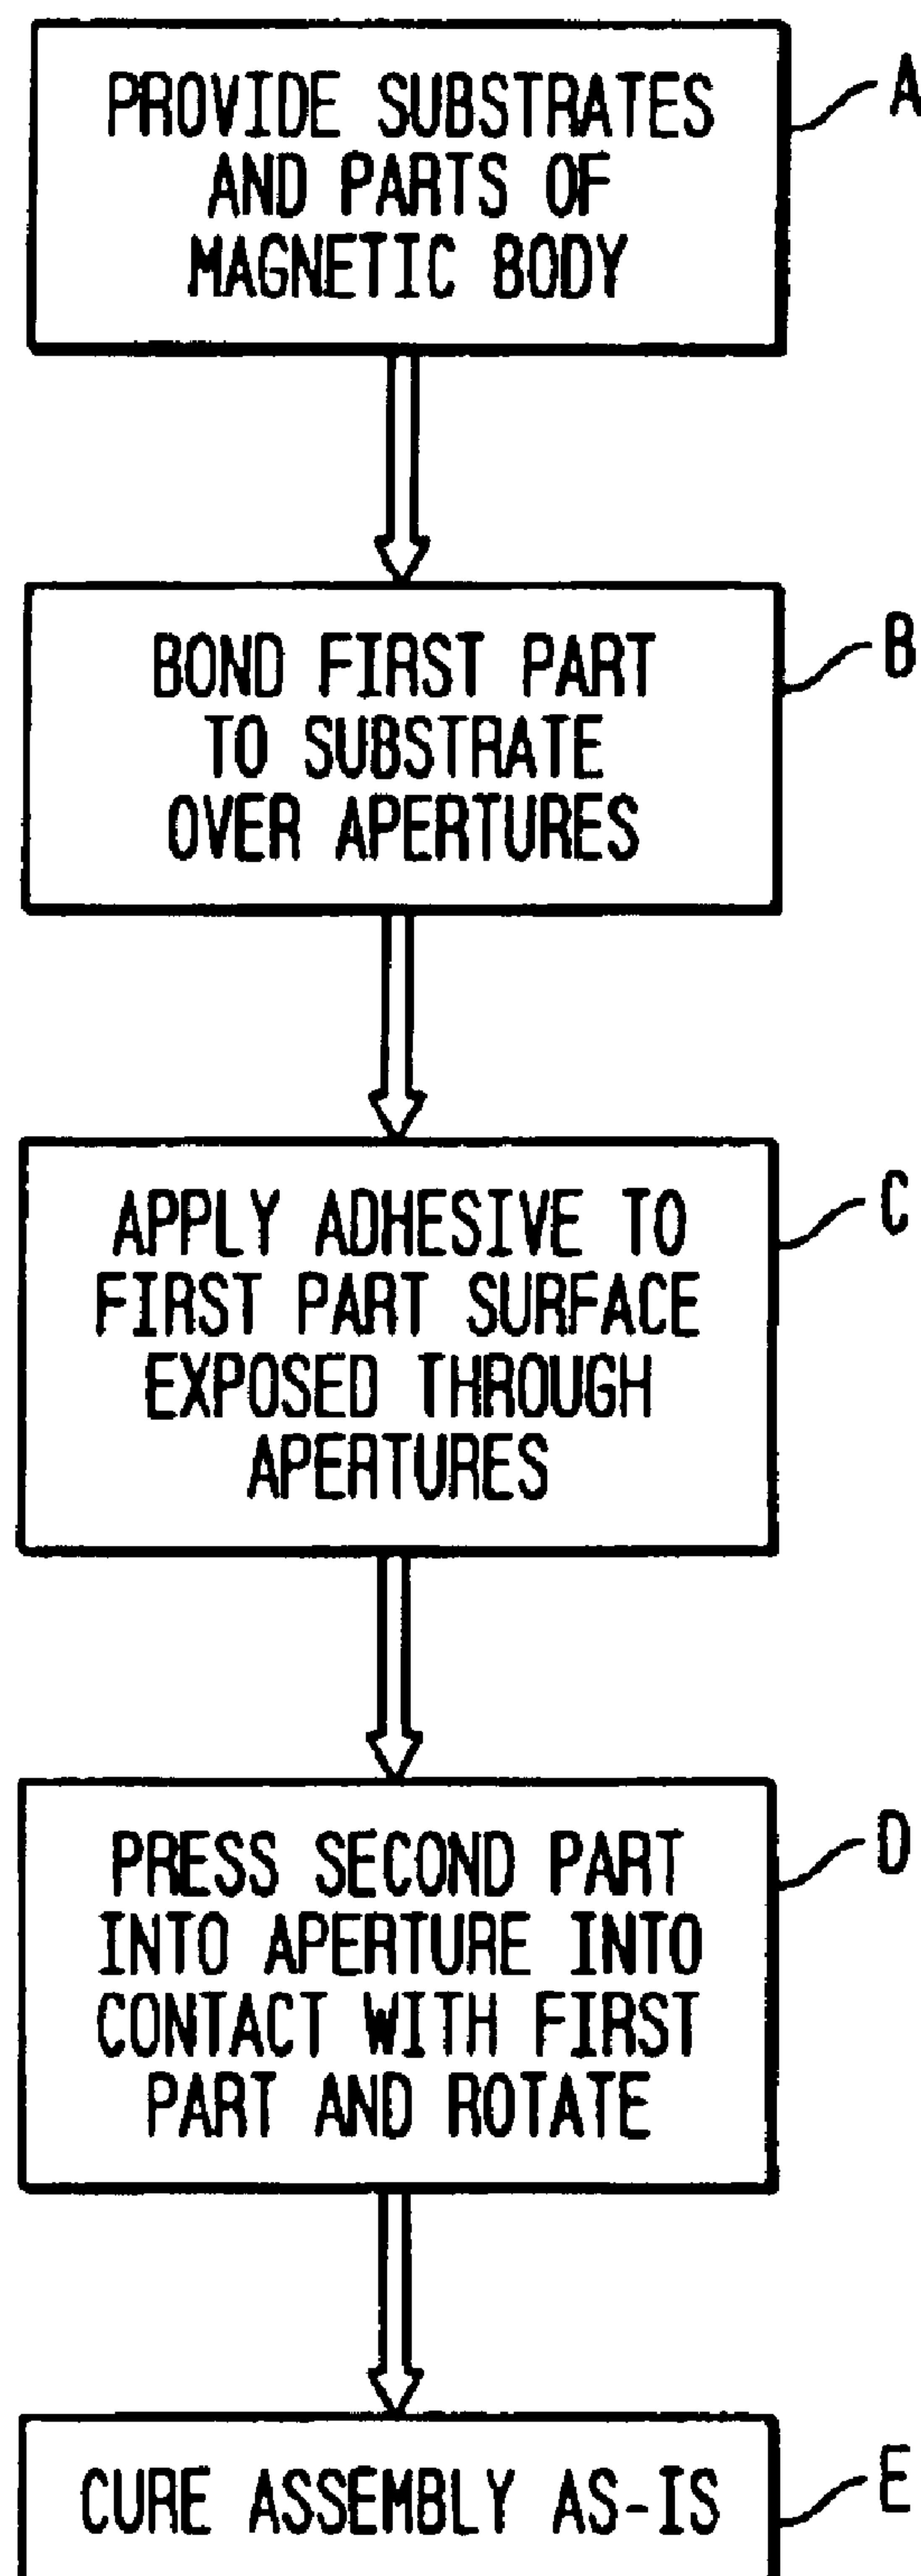 PROVIDE SUBSTRATES
AND PARTS OF
MAGNETIC BODY
A
BOND FIRST PART
TO SUBSTRATE
OVER APERTURES
B
APPLY ADHESIVE TO
FIRST PART SURFACE
EXPOSED THROUGH
APERTURES
C
PRESS SECOND PART
INTO APERTURE INTO
CONTACT WITH FIRST
PART AND ROTATE
D
CURE ASSEMBLY AS-IS
E